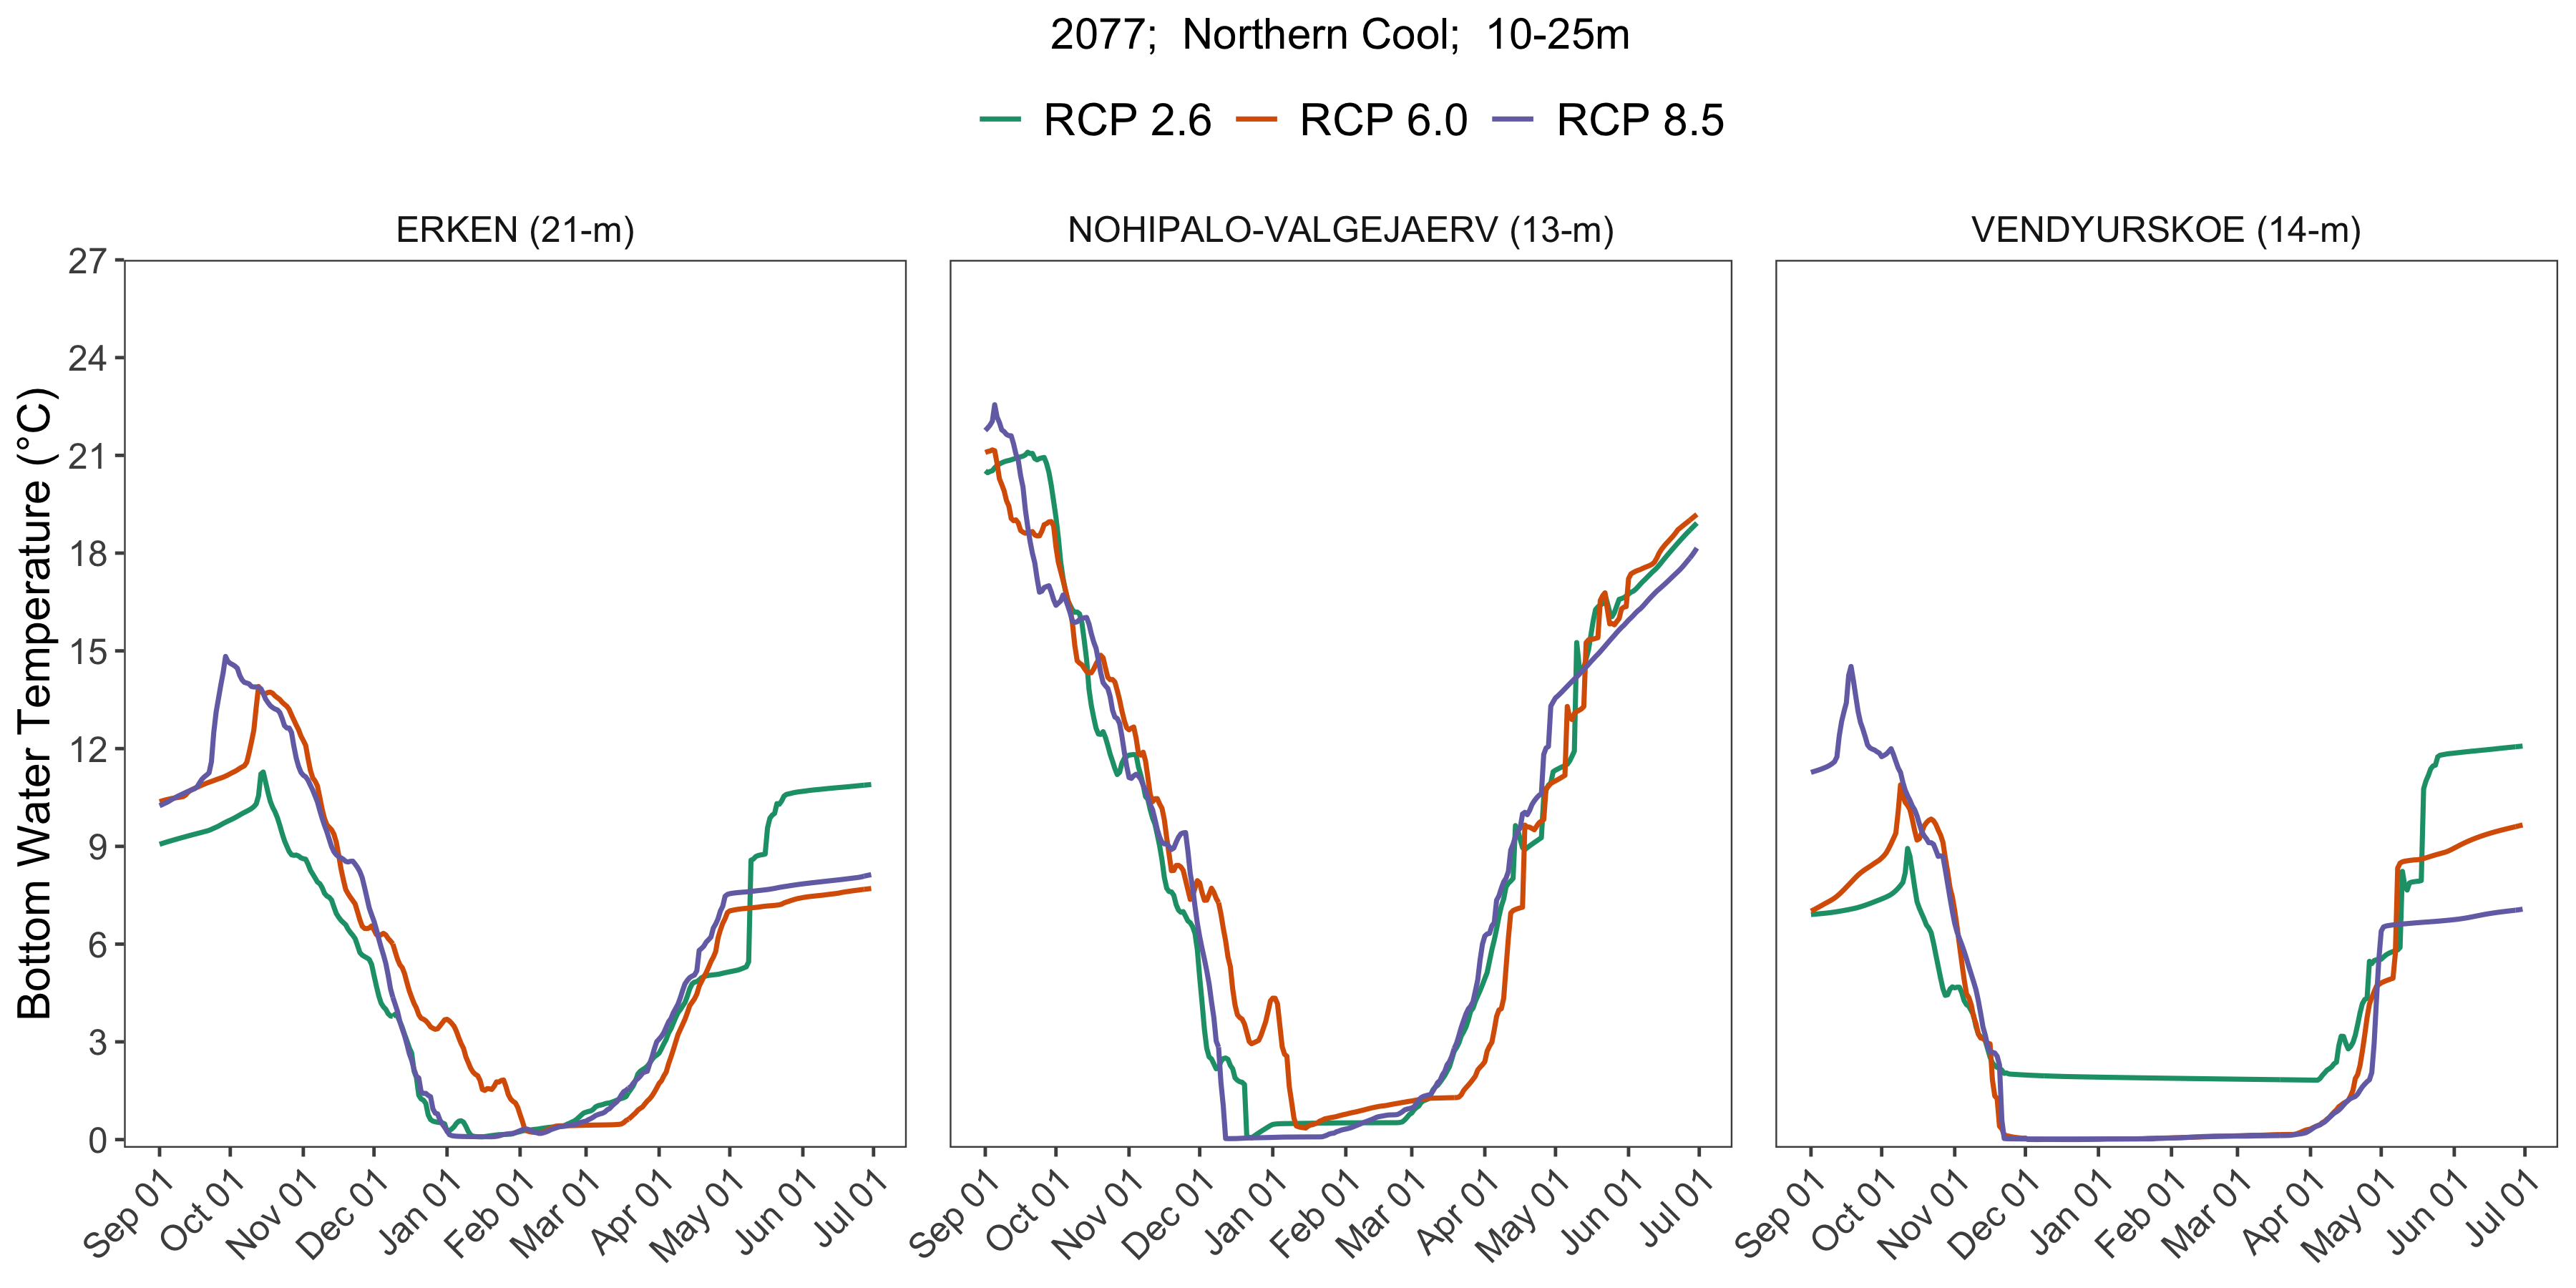 2077;  Northern Cool;  10-25m
RCP 2.6 RCP 6.0 RCP 8.5
ERKEN (21-m) NOHIPALO-VALGEJAERV (13-m) VENDYURSKOE (14-m)
Bottom Water Temperature (°C)
27
24
21
18
15
12
9
6
3
0
Sep 01 Oct 01 Nov 01 Dec 01 Jan 01 Feb 01 Mar 01 Apr 01 May 01 Jun 01 Jul 01 Sep 01 Oct 01 Nov 01 Dec 01 Jan 01 Feb 01 Mar 01 Apr 01 May 01 Jun 01 Jul 01 Sep 01 Oct 01 Nov 01 Dec 01 Jan 01 Feb 01 Mar 01 Apr 01 May 01 Jun 01 Jul 01